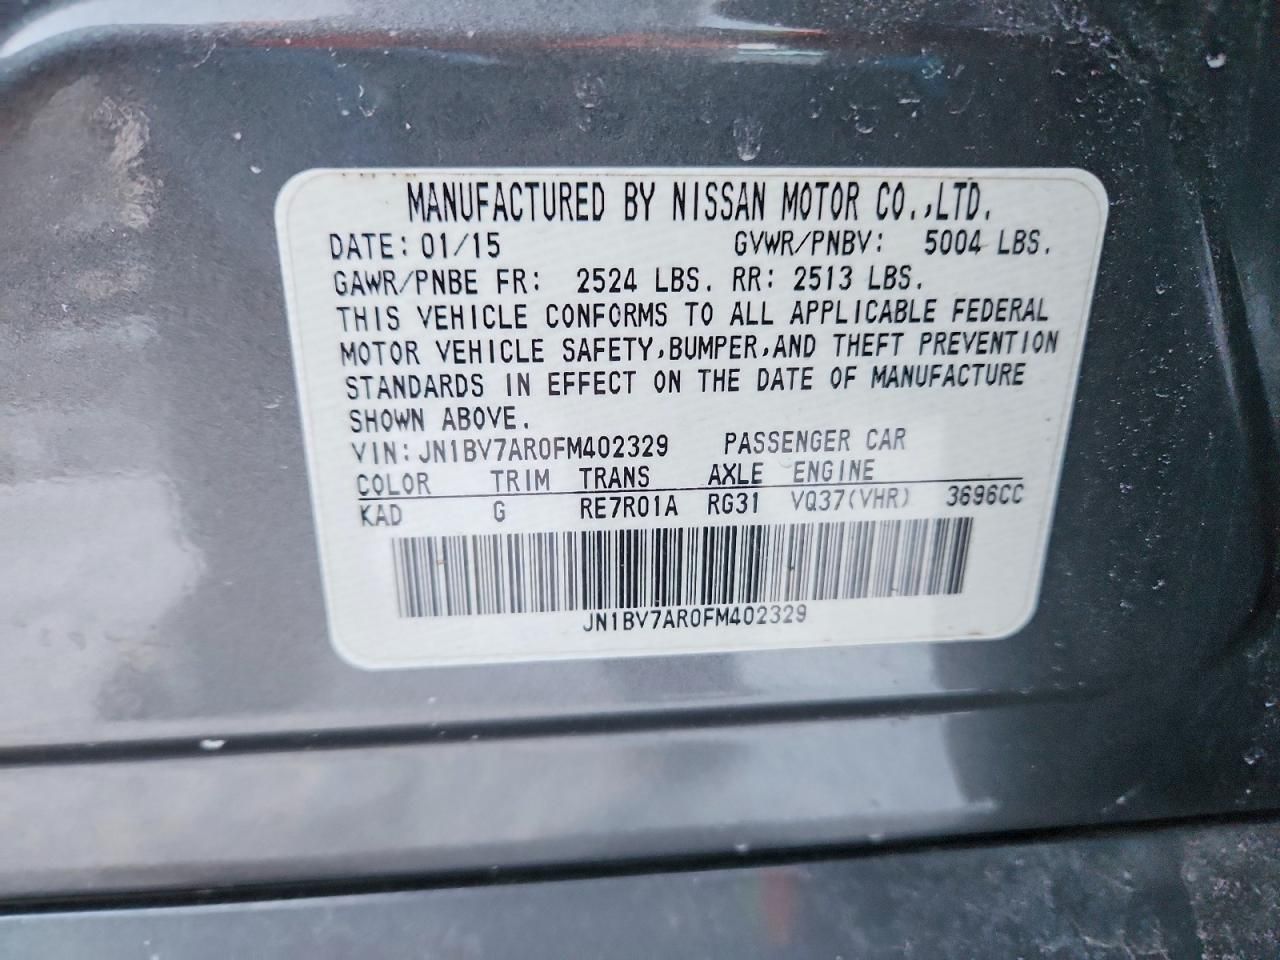 MANUFACTURED BY NISSAN MOTOR CO.,LTD.
DATE: 01/15 GVWR/PNBV: 5004 LBS.
GAWR/PNBE FR: 2524 LBS. RR: 2513 LBS.
THIS VEHICLE CONFORMS TO ALL APPLICABLE FEDERAL
MOTOR VEHICLE SAFETY,BUMPER,AND THEFT PREVENTION
STANDARDS IN EFFECT ON THE DATE OF MANUFACTURE
SHOWN ABOVE.
VIN: JN1BV7AR0FM402329 PASSENGER CAR
COLOR TRIM TRANS AXLE ENGINE
KAD G RE7R01A RG31 VQ37(VHR) 3696CC
JN1BV7AR0FM402329